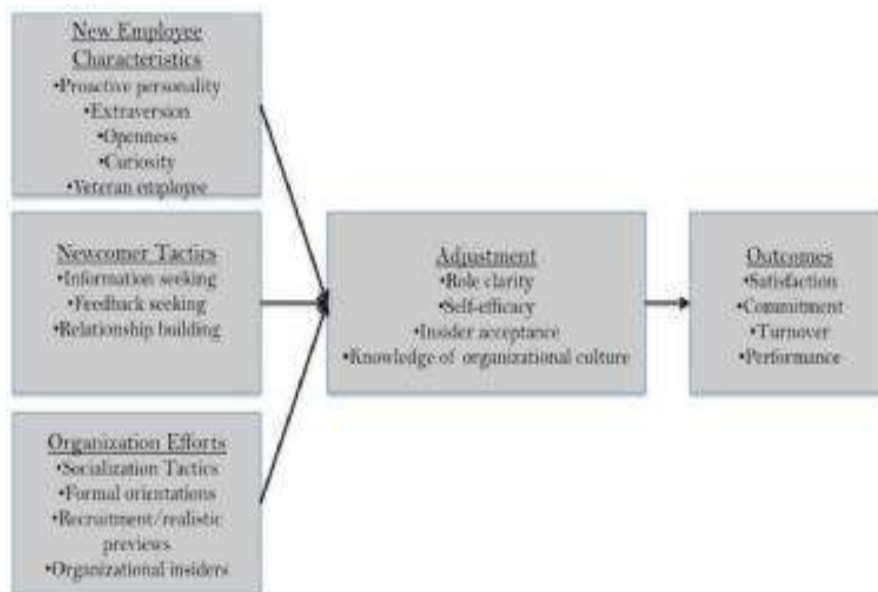 New Employee
Characteristics
•Proactive personality
•Extraversion
•Openness
•Curiosity
•Veteran employee
Newcomer Tactics
•Information seeking
•Feedback seeking
•Relationship building
Organization Efforts
•Socialization Tactics
•Formal orientations
•Recruitment/realistic
previews
•Organizational insiders
Adjustment
•Role clarity
•Self-efficacy
•Insider acceptance
•Knowledge of organizational culture
Outcomes
•Satisfaction
•Commitment
•Turnover
•Performance